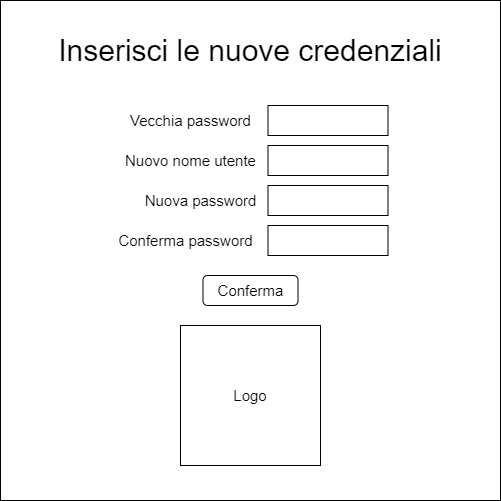 Inserisci le nuove credenziali
Vecchia password
Nuovo nome utente
Nuova password
Conferma password
Conferma
Logo